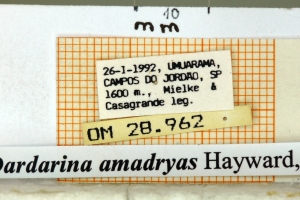 10
mm
26-I-1992, UMUARAMA,
CAMPOS DO JORDAO, SP
1600 m., Mielke &
Casagrande leg.
OM 28.962
Dardarina amadryas Hayward,